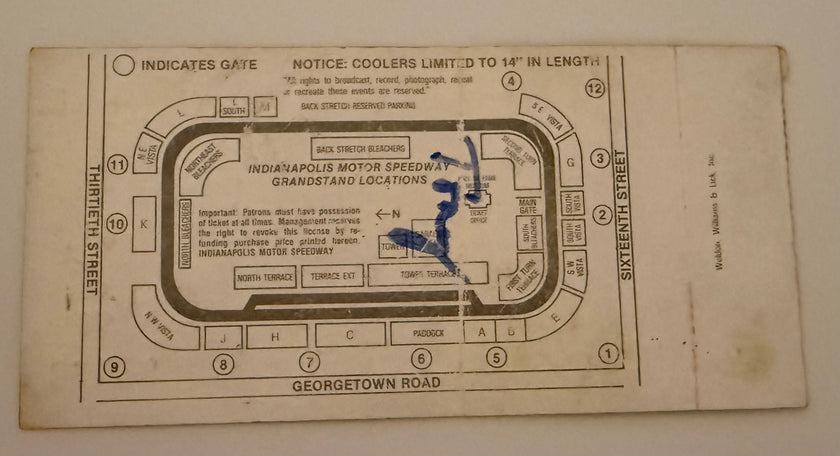 INDICATES GATE
NOTICE: COOLERS LIMITED TO 14" IN LENGTH
rights to broadcast, record, photograph, repeat
or recreate these events are reserved."
BACK STRETCH RESERVED PARKING
4
12
L
L
SOUTH
M
S E VISTA
N E
VISTA
11
NORTHEAST
BLEACHERS
BACK STRETCH BLEACHERS
SECOND TURN
TERRACE
G
3
INDIANAPOLIS MOTOR SPEEDWAY
GRANDSTAND LOCATIONS
THIRTIETH STREET
SIXTEENTH STREET
10
K
NORTH BLEACHERS
Important: Patrons must have possession
of ticket at all times. Management reserves
the right to revoke this license by re-
funding purchase price printed hereon.
INDIANAPOLIS MOTOR SPEEDWAY
←N
TICKET
OFFICE
MAIN
GATE
SOUTH
VISTA
2
SOUTH
BLEACHERS
SOUTH
VISTA
TOWER
S W
VISTA
NORTH TERRACE
TERRACE EXT
TOWER TERRACE
FIRST TURN
TERRACE
N W VISTA
J
H
C
PADDOCK
A
B
E
9
8
7
6
5
1
GEORGETOWN ROAD
Weldon, Williams & Lick, Inc.